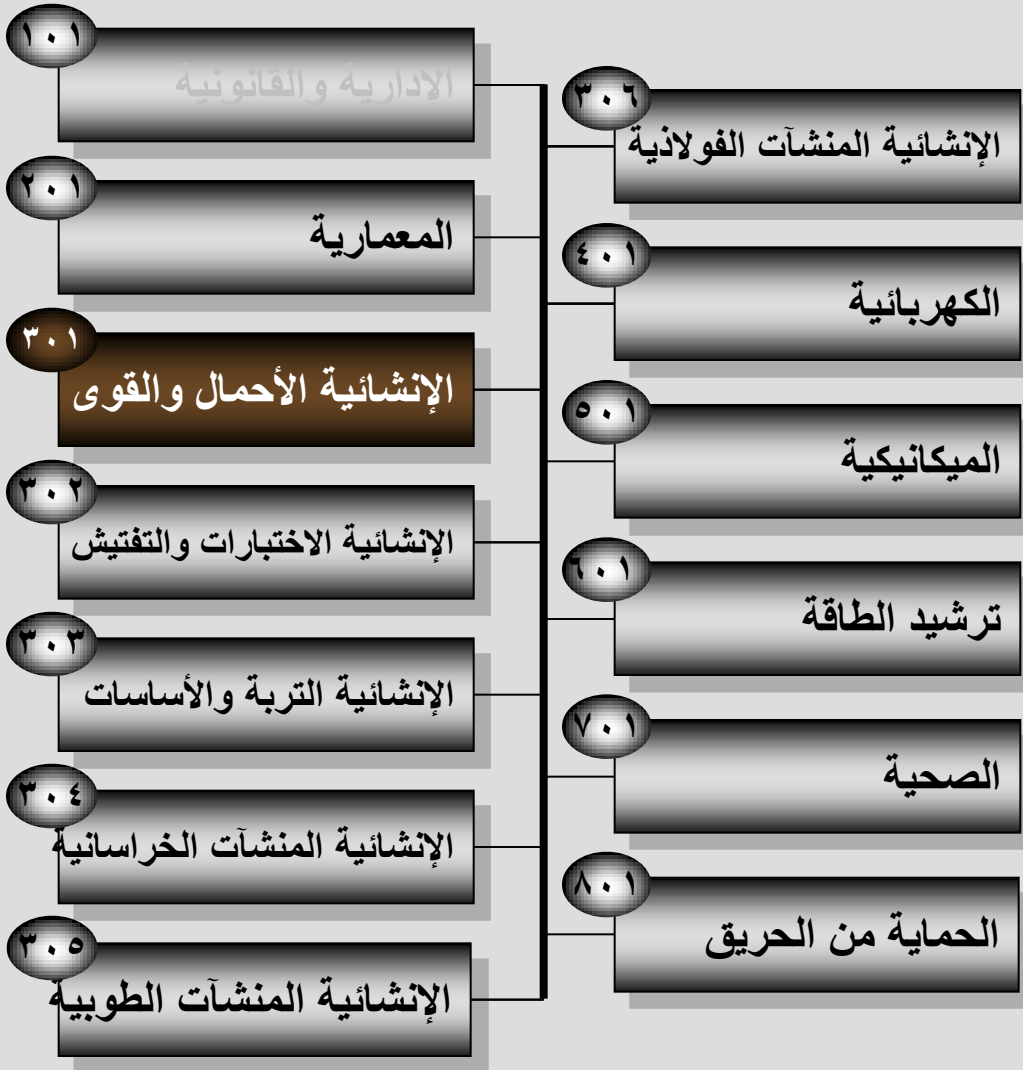 ١٠١
الادارية والقانونية
٢٠١
المعمارية
٣٠١
الإنشائية الأحمال والقوى
٣٠٢
الإنشائية الاختبارات والتفتيش
٣٠٣
الإنشائية التربة والأساسات
٣٠٤
الإنشائية المنشآت الخراسانية
٣٠٥
الإنشائية المنشآت الطوبية
٣٠٦
الإنشائية المنشآت الفولاذية
٤٠١
الكهربائية
٥٠١
الميكانيكية
٦٠١
ترشيد الطاقة
٧٠١
الصحية
٨٠١
الحماية من الحريق